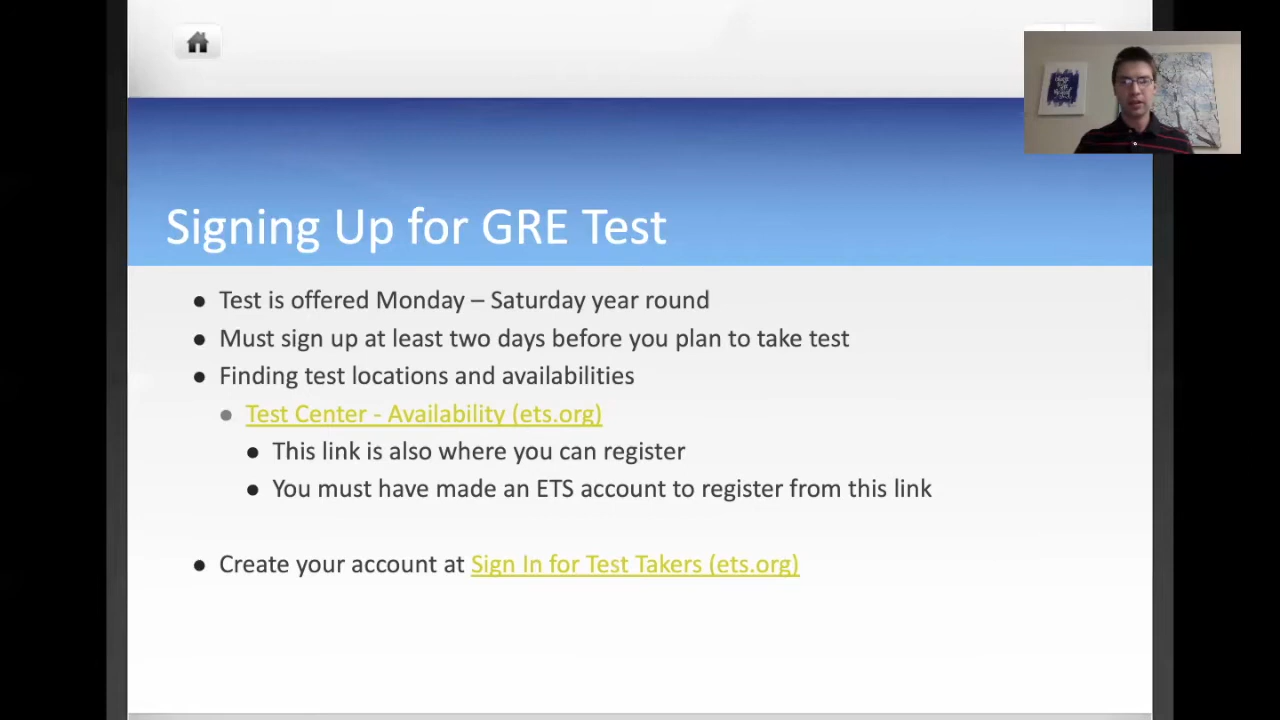 Signing Up for GRE Test
● Test is offered Monday – Saturday year round
● Must sign up at least two days before you plan to take test
● Finding test locations and availabilities
● Test Center - Availability (ets.org)
● This link is also where you can register
● You must have made an ETS account to register from this link
● Create your account at Sign In for Test Takers (ets.org)